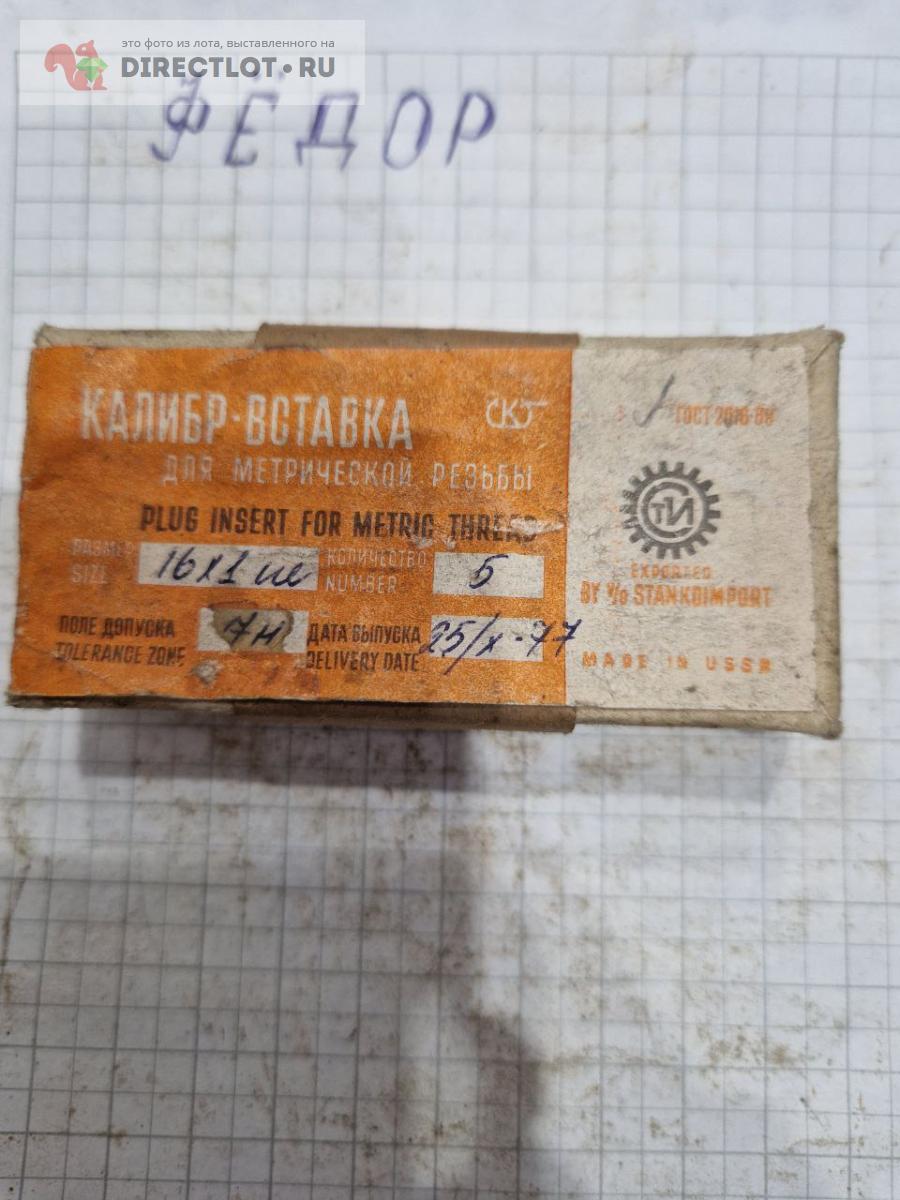 это фото из лота, выставленного на
DIRECTLOT.RU
ФЁДОР
КАЛИБР-ВСТАВКА
ДЛЯ МЕТРИЧЕСКОЙ РЕЗЬБЫ
PLUG INSERT FOR METRIC THREAD
РАЗМЕР 16x1 КОЛИЧЕСТВО 5
SIZE NUMBER
ПОЛЕ ДОПУСКА 7H ДАТА ВЫПУСКА 25/X-77
TOLERANCE ZONE DELIVERY DATE
ГОСТ
EXPORTED
BY V/O STANKOIMPORT
MADE IN USSR